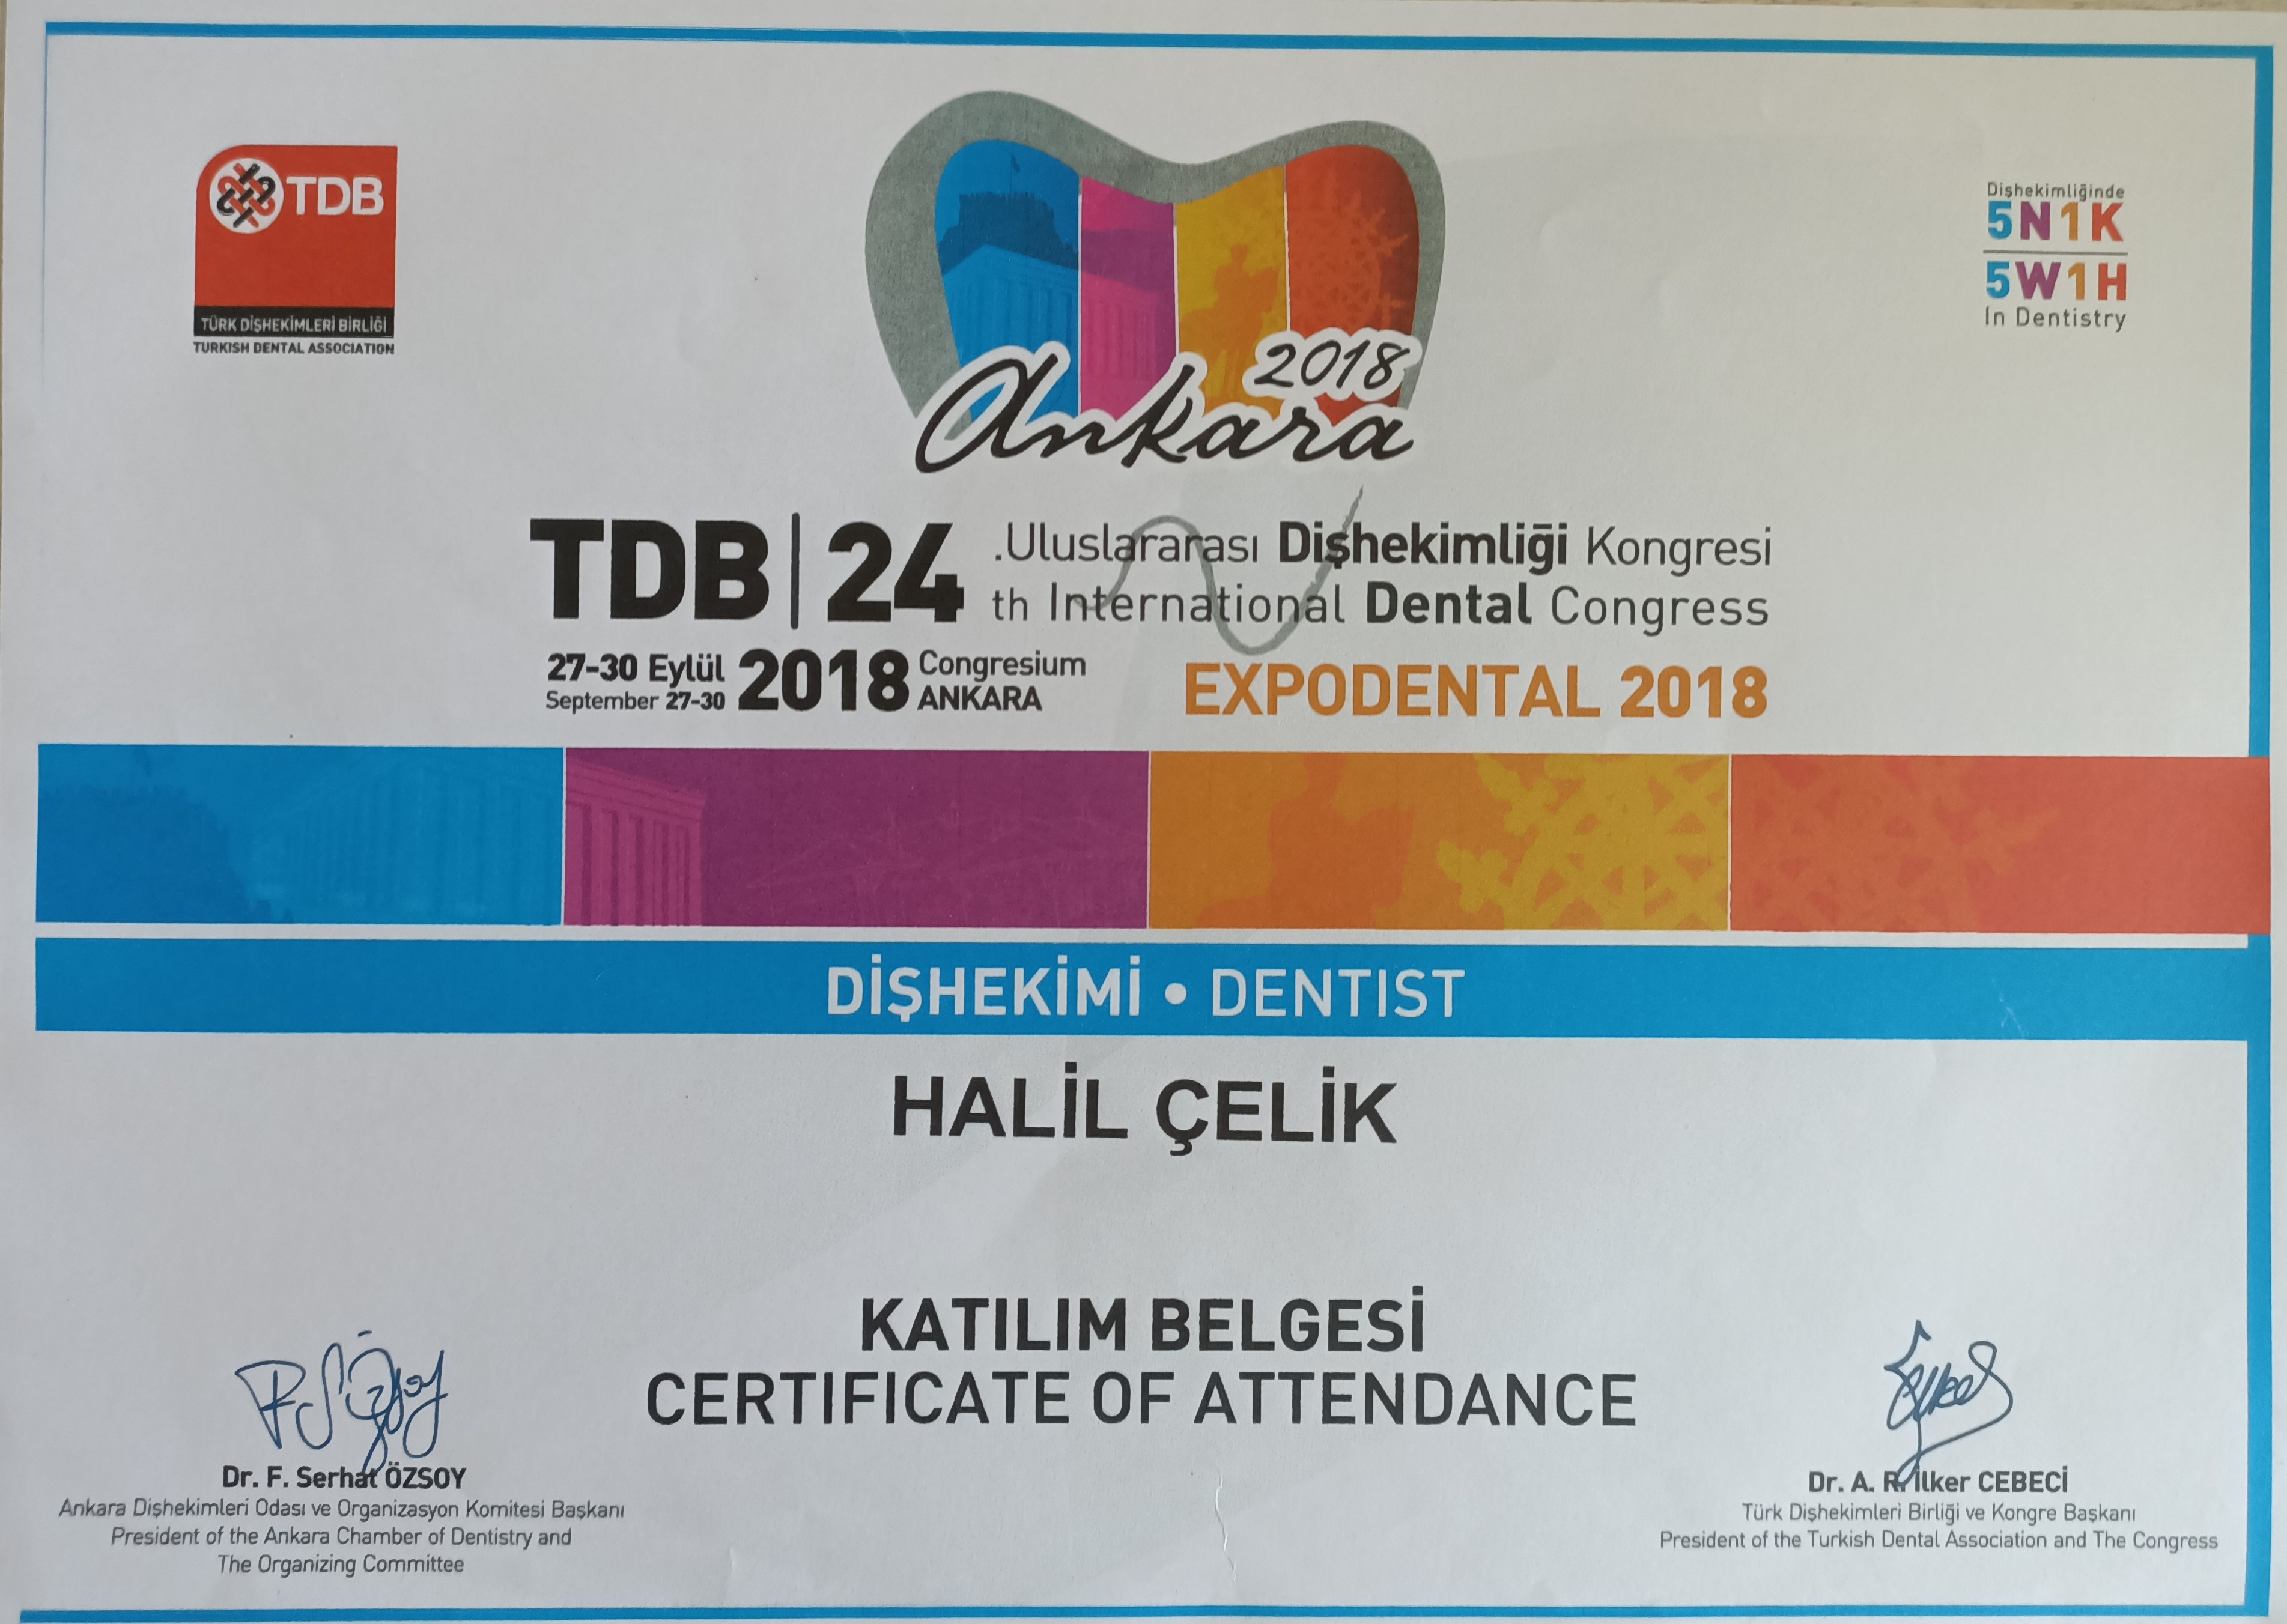 TDB
TÜRK DİŞHEKİMLERİ BİRLİĞİ
TURKISH DENTAL ASSOCIATION
2018
Ankara
Dişhekimliğinde
5N1K
5W1H
In Dentistry
TDB | 24 .Uluslararası Dişhekimliği Kongresi
th International Dental Congress
27-30 Eylül 2018 Congresium
September 27-30 ANKARA
EXPODENTAL 2018
DİŞHEKİMİ • DENTIST
HALİL ÇELİK
KATILIM BELGESİ
CERTIFICATE OF ATTENDANCE
Dr. F. Serhat ÖZSOY
Ankara Dişhekimleri Odası ve Organizasyon Komitesi Başkanı
President of the Ankara Chamber of Dentistry and
The Organizing Committee
Dr. A. R. İlker CEBECİ
Türk Dişhekimleri Birliği ve Kongre Başkanı
President of the Turkish Dental Association and The Congress